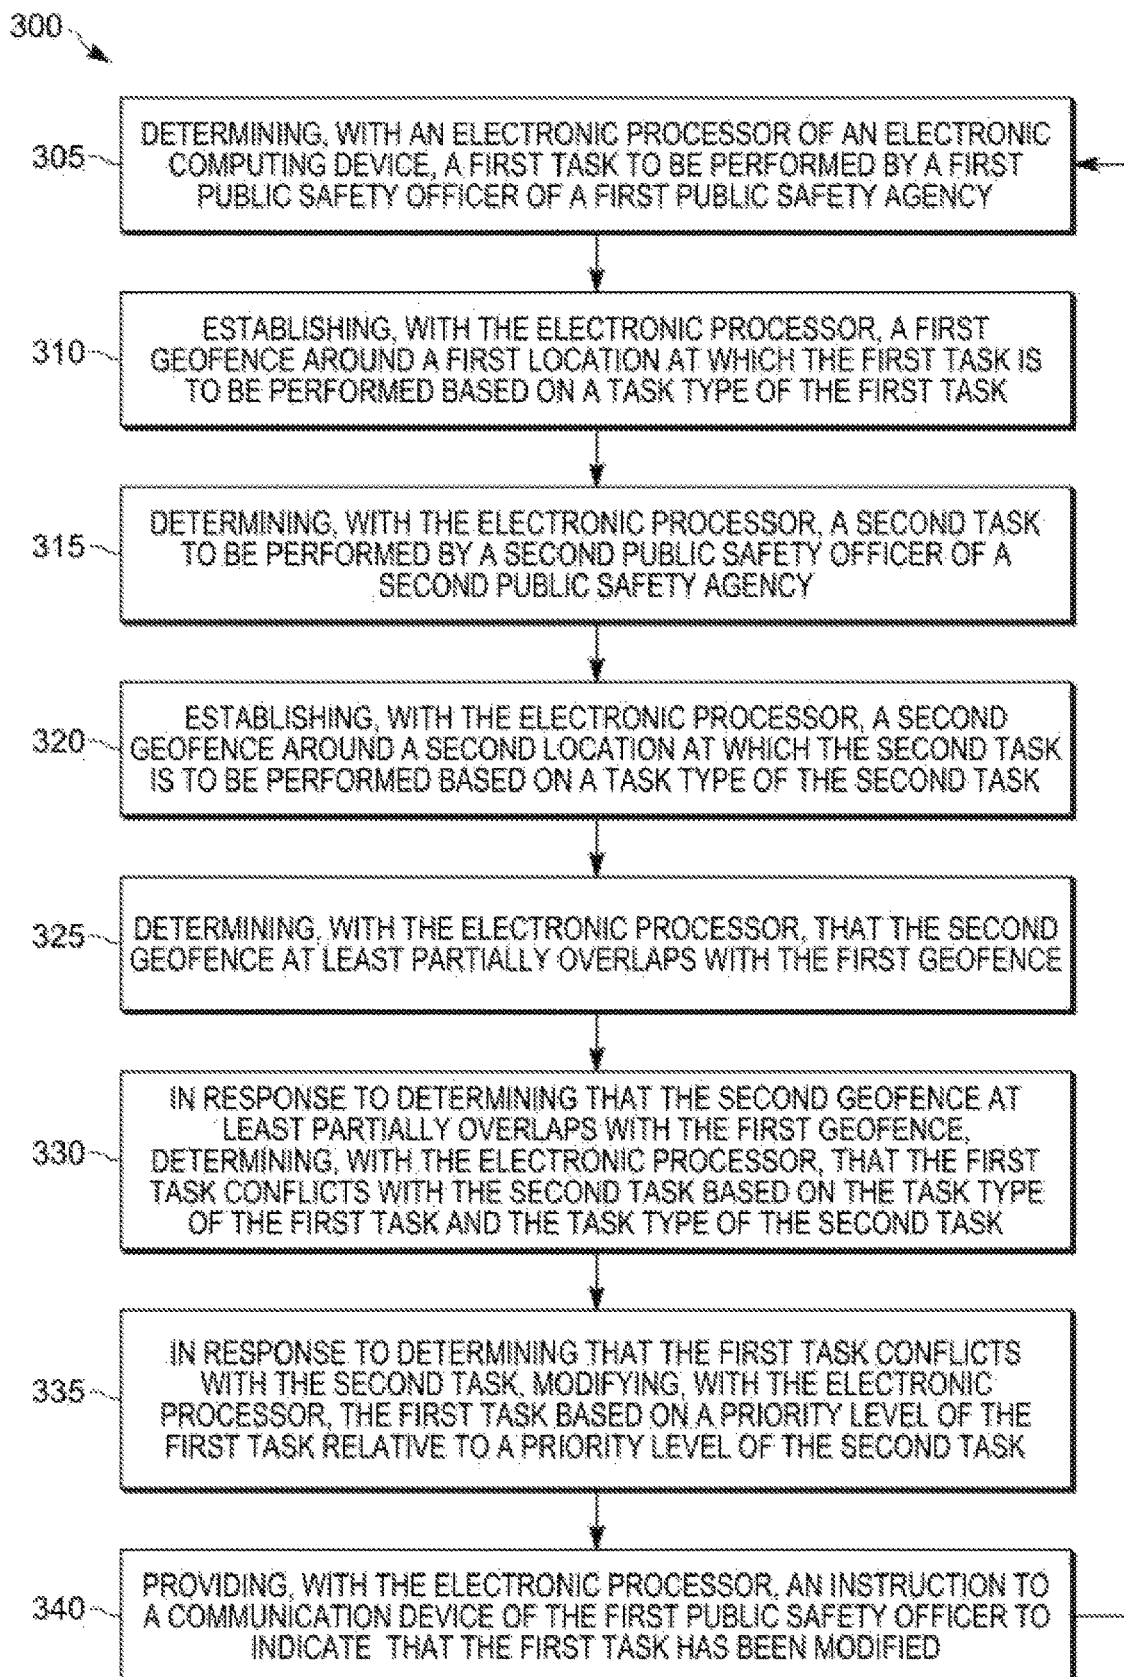 300
305
DETERMINING, WITH AN ELECTRONIC PROCESSOR OF AN ELECTRONIC
COMPUTING DEVICE, A FIRST TASK TO BE PERFORMED BY A FIRST
PUBLIC SAFETY OFFICER OF A FIRST PUBLIC SAFETY AGENCY
310
ESTABLISHING, WITH THE ELECTRONIC PROCESSOR, A FIRST
GEOFENCE AROUND A FIRST LOCATION AT WHICH THE FIRST TASK IS
TO BE PERFORMED BASED ON A TASK TYPE OF THE FIRST TASK
315
DETERMINING, WITH THE ELECTRONIC PROCESSOR, A SECOND TASK
TO BE PERFORMED BY A SECOND PUBLIC SAFETY OFFICER OF A
SECOND PUBLIC SAFETY AGENCY
320
ESTABLISHING, WITH THE ELECTRONIC PROCESSOR, A SECOND
GEOFENCE AROUND A SECOND LOCATION AT WHICH THE SECOND TASK
IS TO BE PERFORMED BASED ON A TASK TYPE OF THE SECOND TASK
325
DETERMINING, WITH THE ELECTRONIC PROCESSOR, THAT THE SECOND
GEOFENCE AT LEAST PARTIALLY OVERLAPS WITH THE FIRST GEOFENCE
330
IN RESPONSE TO DETERMINING THAT THE SECOND GEOFENCE AT
LEAST PARTIALLY OVERLAPS WITH THE FIRST GEOFENCE,
DETERMINING, WITH THE ELECTRONIC PROCESSOR, THAT THE FIRST
TASK CONFLICTS WITH THE SECOND TASK BASED ON THE TASK TYPE
OF THE FIRST TASK AND THE TASK TYPE OF THE SECOND TASK
335
IN RESPONSE TO DETERMINING THAT THE FIRST TASK CONFLICTS
WITH THE SECOND TASK, MODIFYING, WITH THE ELECTRONIC
PROCESSOR, THE FIRST TASK BASED ON A PRIORITY LEVEL OF THE
FIRST TASK RELATIVE TO A PRIORITY LEVEL OF THE SECOND TASK
340
PROVIDING, WITH THE ELECTRONIC PROCESSOR, AN INSTRUCTION TO
A COMMUNICATION DEVICE OF THE FIRST PUBLIC SAFETY OFFICER TO
INDICATE THAT THE FIRST TASK HAS BEEN MODIFIED